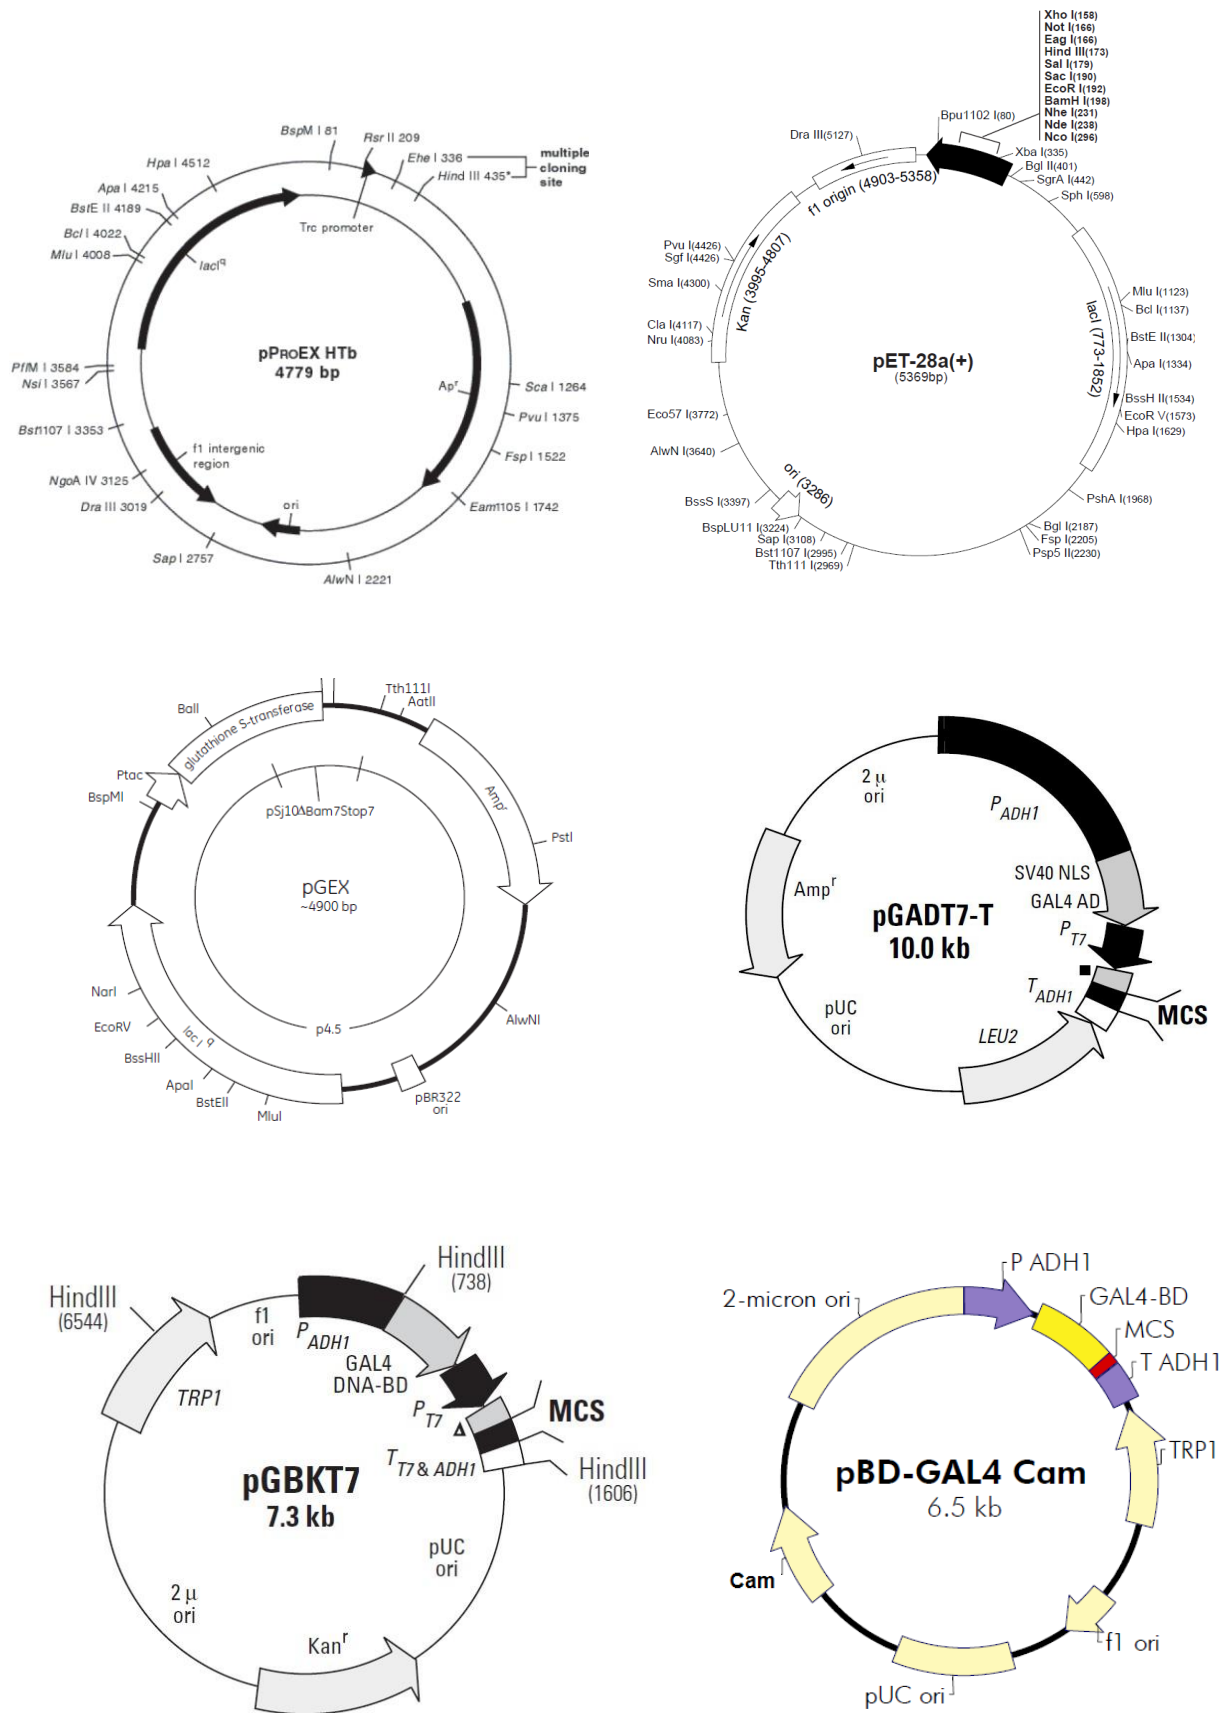 BspM I 81
Rsr II 209
Ehe I 336
Hind III 435*
multiple
cloning
site
Hpa I 4512
Apa I 4215
BstE II 4189
Bcl I 4022
Mlu I 4008
Trc promoter
lacIq
pPROEX HTb
4779 bp
Apr
PflM I 3584
Nsi I 3567
Bst1107 I 3353
f1 intergenic
region
NgoA IV 3125
Dra III 3019
Sap I 2757
ori
AlwN I 2221
Eam1105 I 1742
Fsp I 1522
Pvu I 1375
Sca I 1264
Xho I(158)
Not I(166)
Eag I(166)
Hind III(173)
Sal I(179)
Sac I(190)
EcoR I(192)
BamH I(198)
Nhe I(231)
Nde I(238)
Nco I(296)
Bpu1102 I(80)
Dra III(5127)
Xba I(335)
Bgl II(401)
SgrA I(442)
Sph I(598)
f1 origin (4903-5358)
Pvu I(4426)
Sgf I(4426)
Sma I(4300)
Kan (3995-4807)
Cla I(4117)
Nru I(4083)
pET-28a(+)
(5369bp)
lacI (773-1852)
Mlu I(1123)
Bcl I(1137)
BstE II(1304)
Apa I(1334)
BssH II(1534)
EcoR V(1573)
Hpa I(1629)
Eco57 I(3772)
AlwN I(3640)
ori (3286)
BssS I(3397)
BspLU11 I(3224)
Sap I(3108)
Bst1107 I(2995)
Tth111 I(2969)
PshA I(1968)
Bgl I(2187)
Fsp I(2205)
Psp5 II(2230)
Tth111I
AatII
BalI
glutathione S-transferase
Ptac
BspMI
pSj10ΔBam7Stop7
Ampr
PstI
pGEX
~4900 bp
NarI
EcoRV
BssHII
ApaI
BstEII
MluI
lac Iq
p4.5
AlwNI
pBR322
ori
2 μ
ori
PADH1
SV40 NLS
GAL4 AD
PT7
Ampr
pGADT7-T
10.0 kb
TADH1
MCS
pUC
ori
LEU2
HindIII
(738)
HindIII
(6544)
f1
ori
PADH1
GAL4
DNA-BD
TRP1
PT7
MCS
Δ
TT7 & ADH1
HindIII
(1606)
pGBKT7
7.3 kb
pUC
ori
2 μ
ori
Kanr
P ADH1
2-micron ori
GAL4-BD
MCS
T ADH1
TRP1
pBD-GAL4 Cam
6.5 kb
Cam
f1 ori
pUC ori